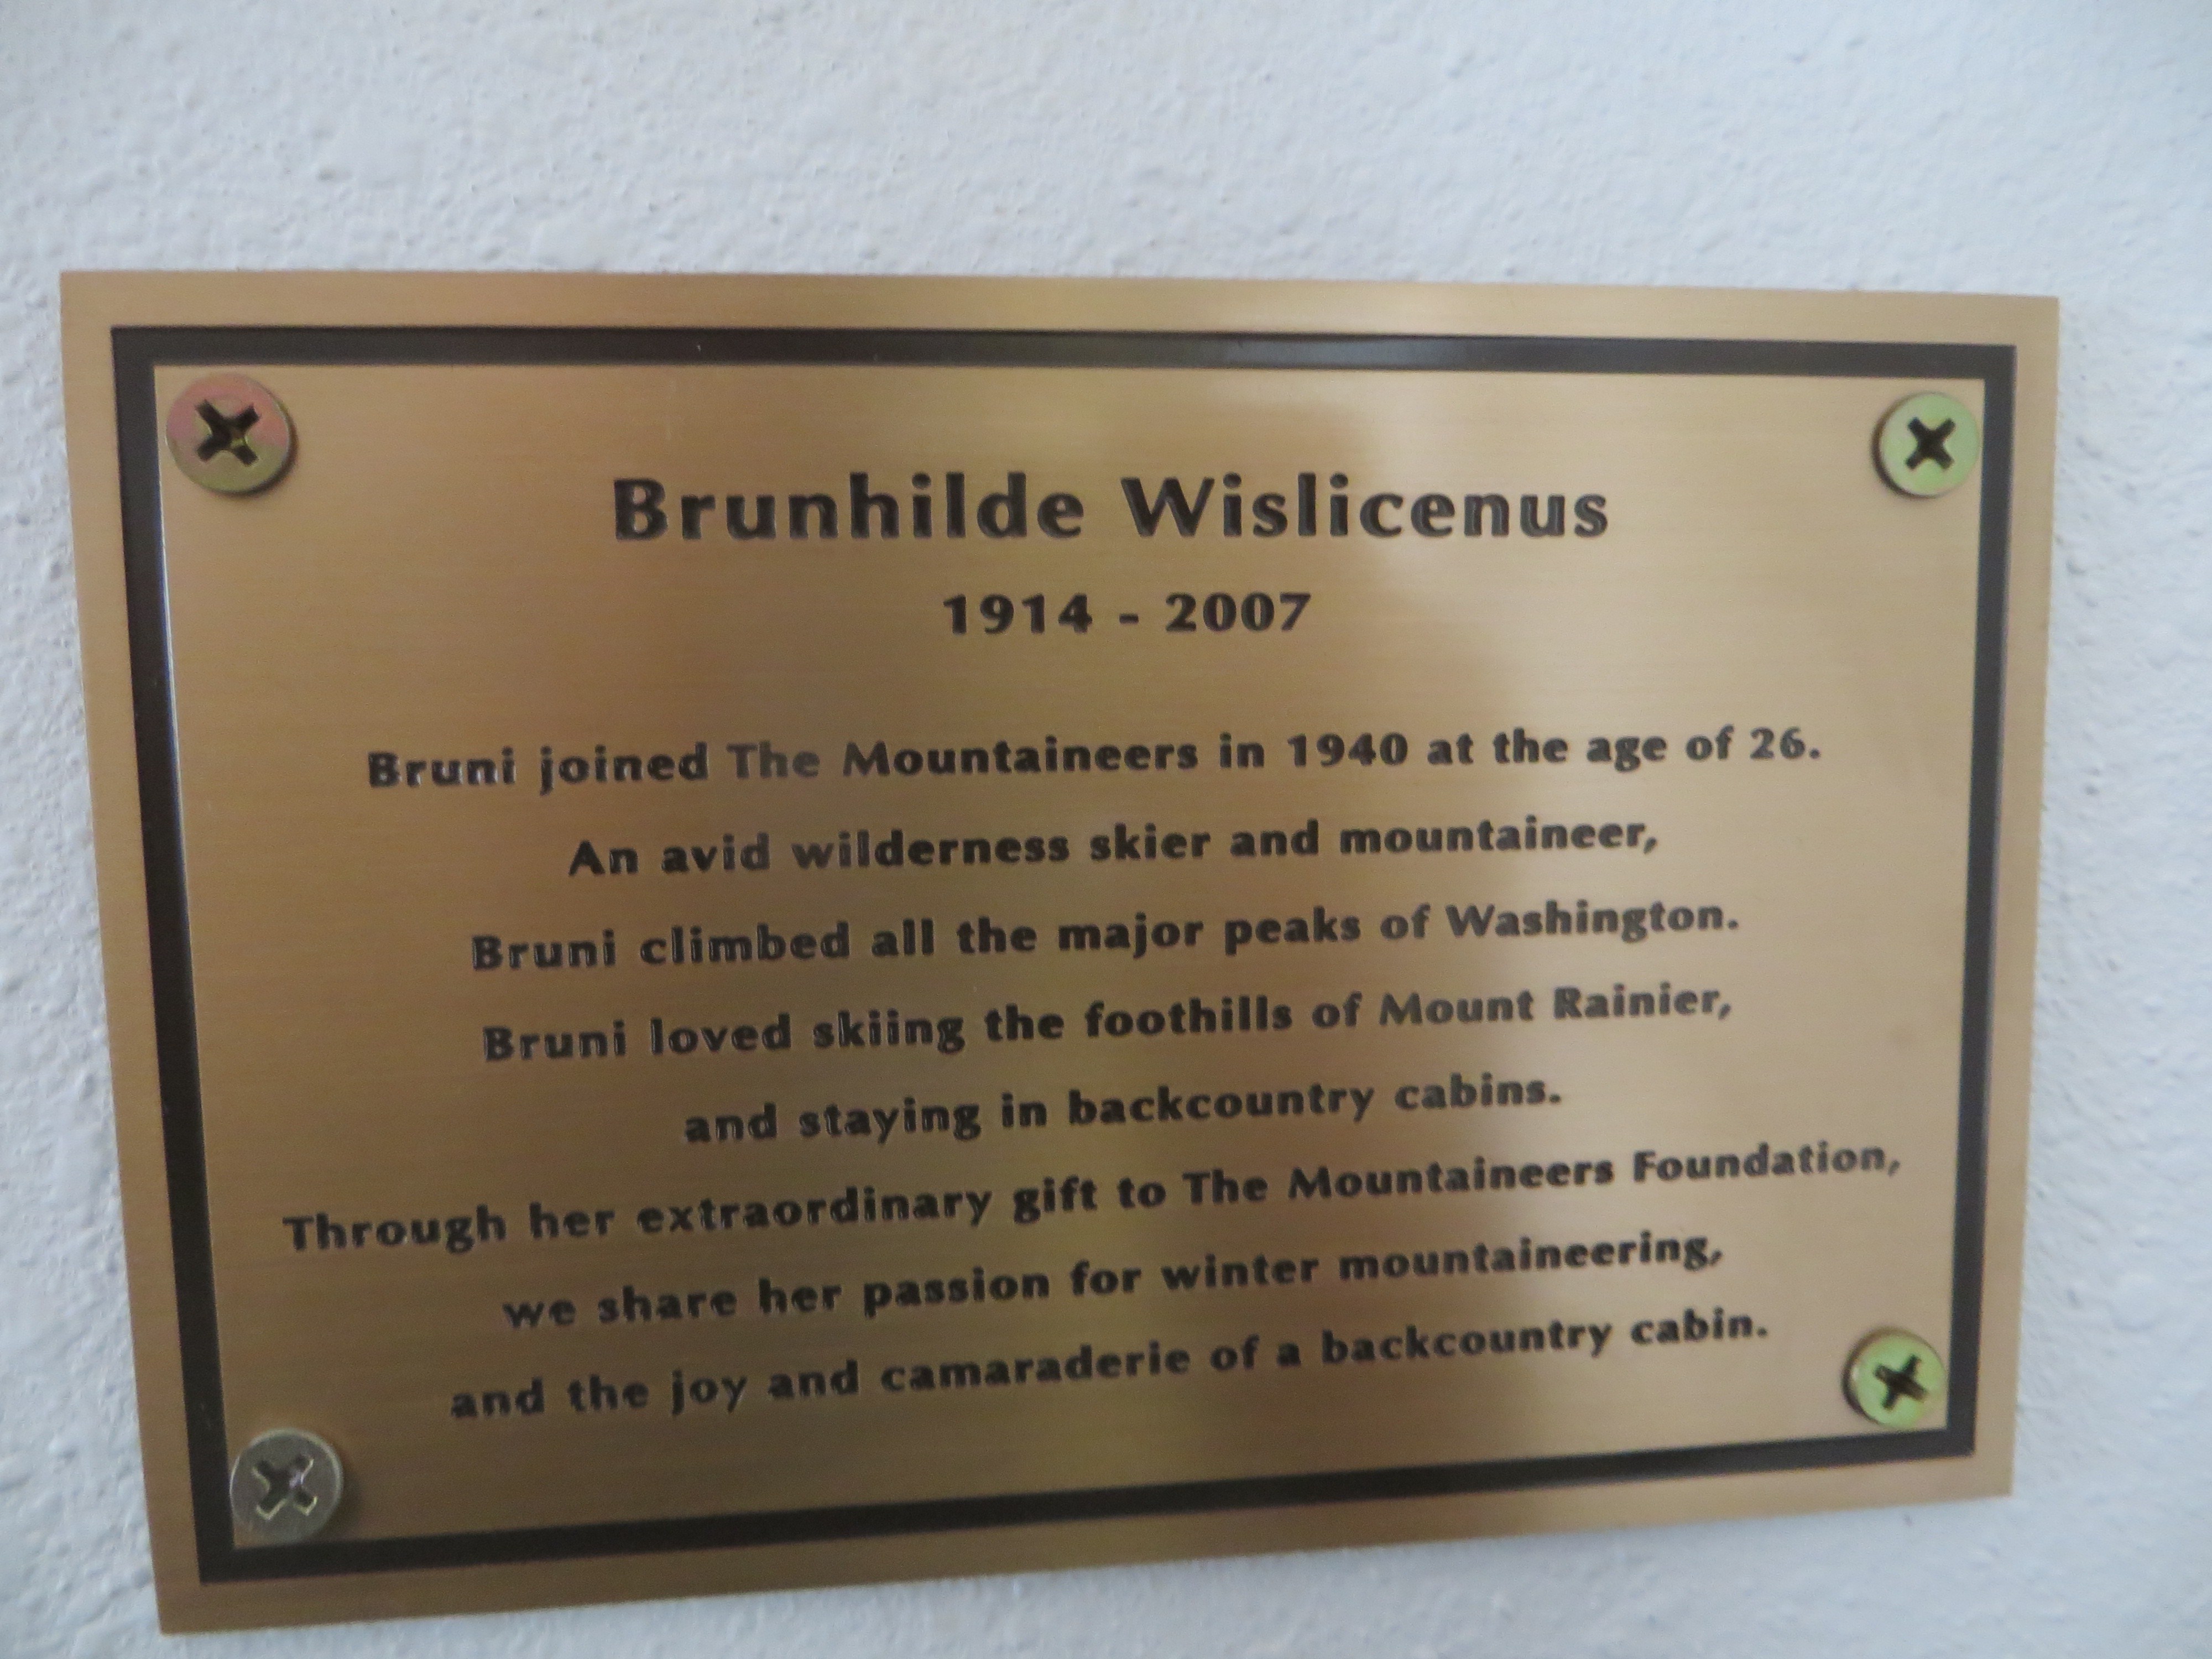 Brunhilde Wislicenus
1914 - 2007
Bruni joined The Mountaineers in 1940 at the age of 26.
An avid wilderness skier and mountaineer,
Bruni climbed all the major peaks of Washington.
Bruni loved skiing the foothills of Mount Rainier,
and staying in backcountry cabins.
Through her extraordinary gift to The Mountaineers Foundation,
we share her passion for winter mountaineering,
and the joy and camaraderie of a backcountry cabin.